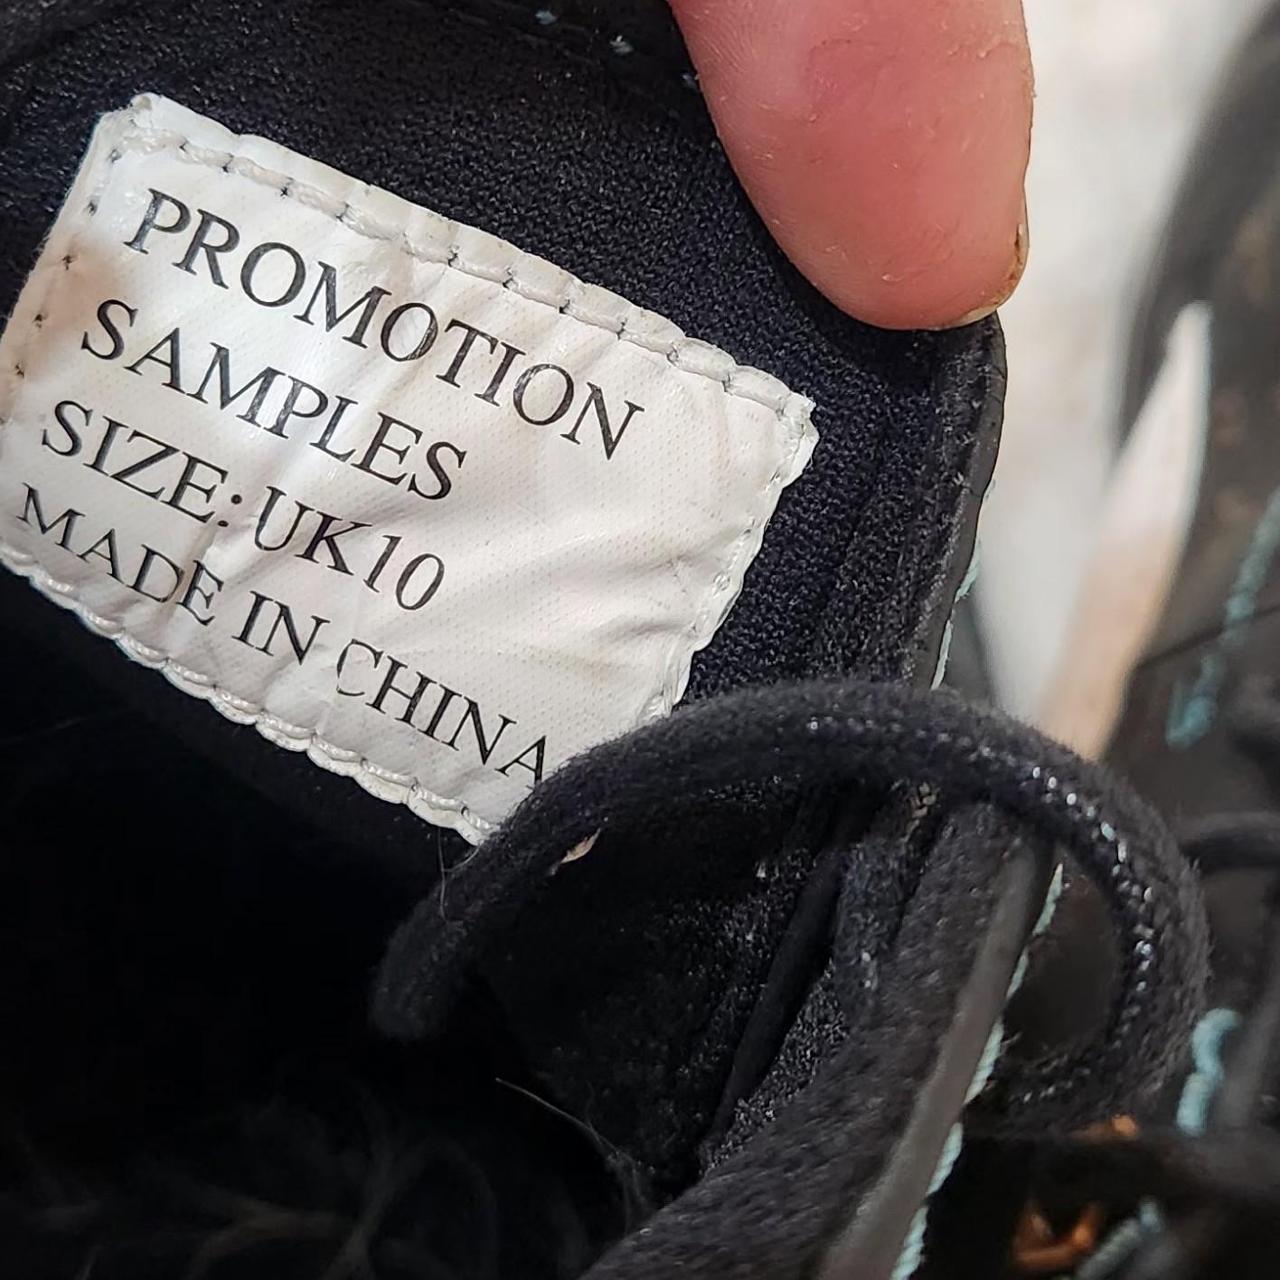 PROMOTION
SAMPLES
SIZE: UK10
MADE IN CHINA